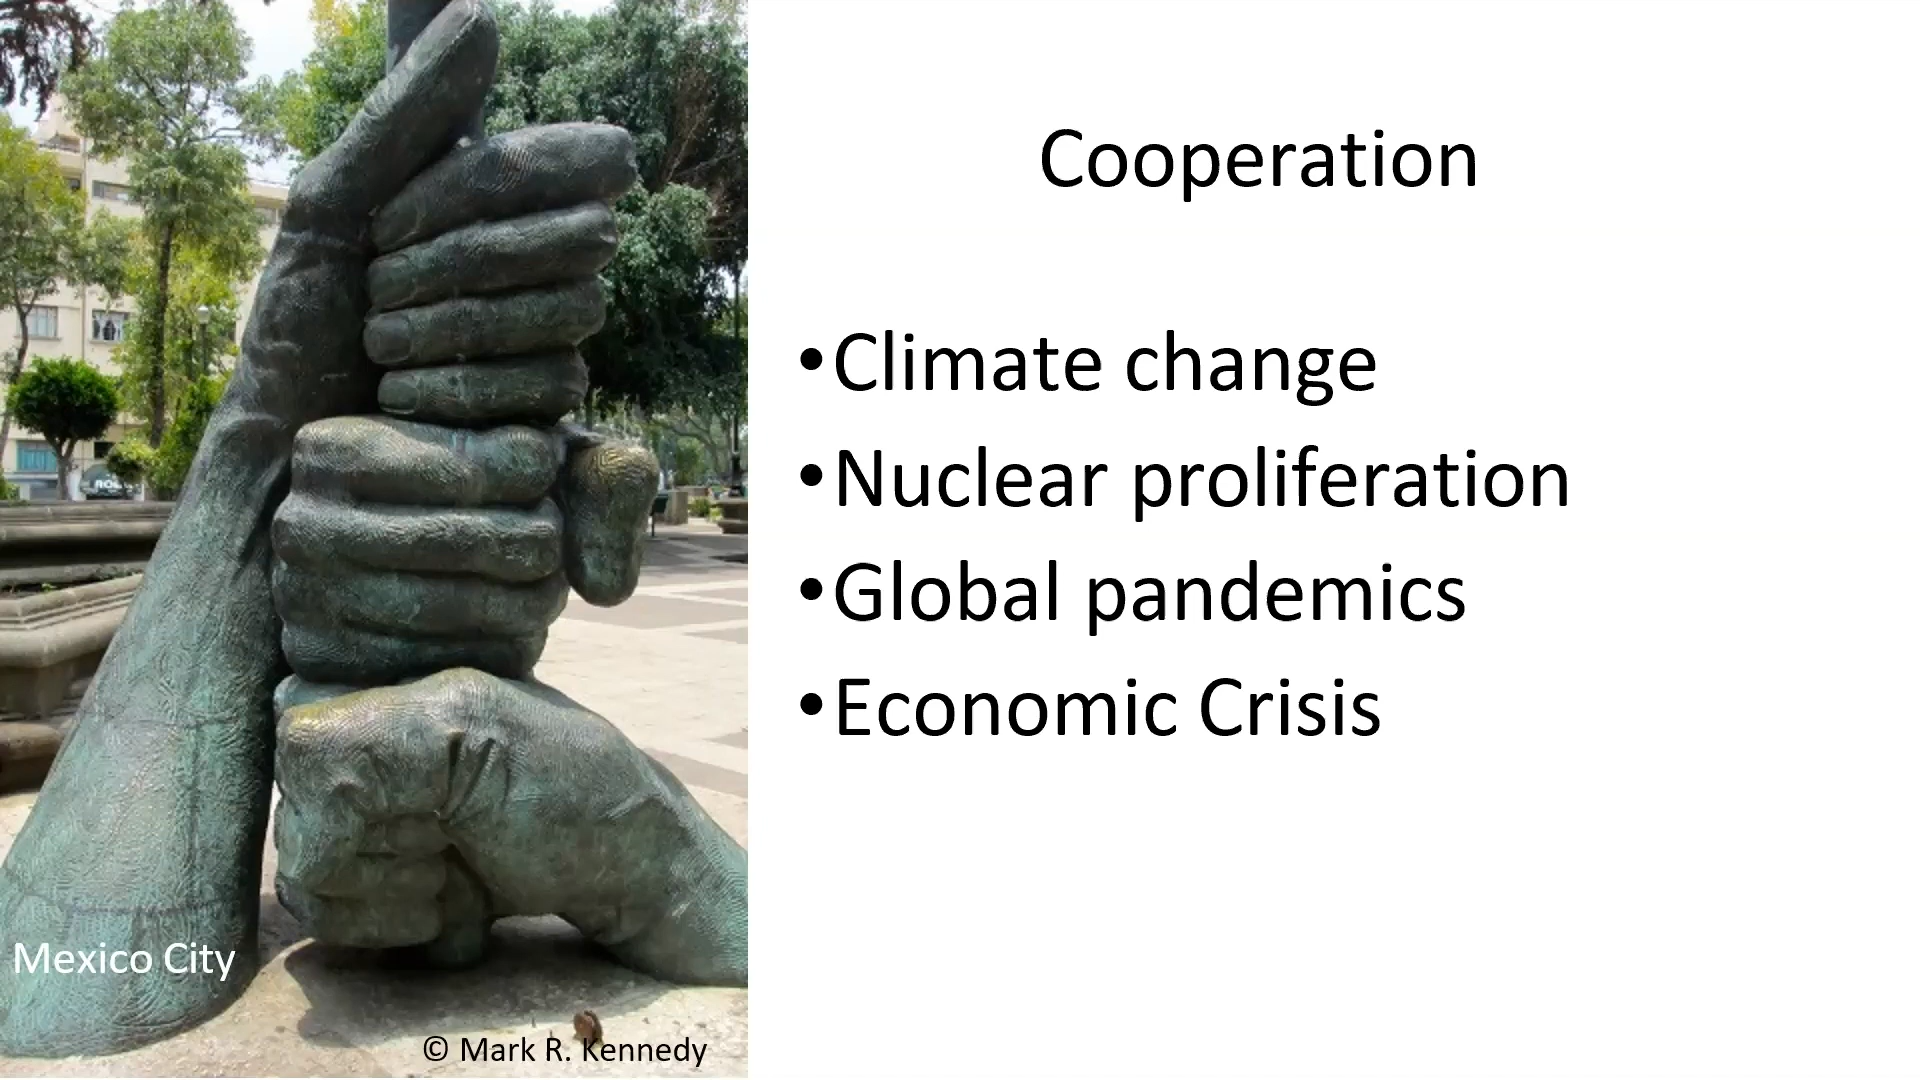 Cooperation
•Climate change
•Nuclear proliferation
•Global pandemics
•Economic Crisis
Mexico City
© Mark R. Kennedy